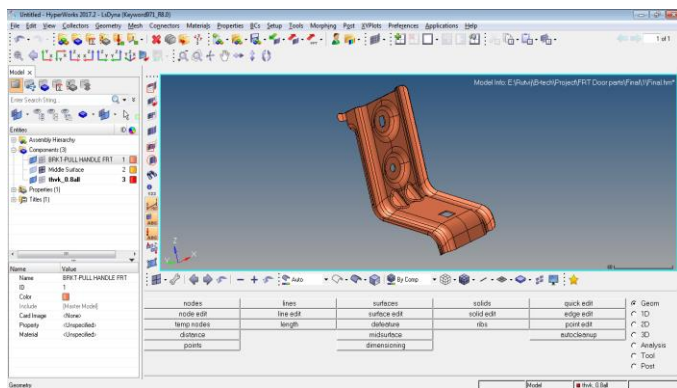 Untitled - HyperWorks 2017.2 - LsDyna (Keyword971_R8.0)
File Edit View Collectors Geometry Mesh Connectors Materials Properties BCs Setup Tools Morphing Post XYPlots Preferences Applications Help
1 of 1
Model
Model Info: E:\Rutvij\B-tech\Project\FRT Door parts\Final\1\Final.hm*
Enter Search String...
Entities ID
Assembly Hierarchy
Components (3)
BRKT-PULL HANDLE FRT 1
Middle Surface 2
thvk_0.8all 3
Properties (1)
Titles (1)
Name Value
Name BRKT-PULL HANDLE FRT
ID 1
Color
Include [Master Model]
Card Image <None>
Property <Unspecified>
Material <Unspecified>
Z
Y
X
Auto
By Comp
nodes lines surfaces solids quick edit Geom
node edit line edit surface edit solid edit edge edit 1D
temp nodes length defeature ribs point edit 2D
distance midsurface autocleanup 3D
points dimensioning Analysis
Tool
Post
Geometry Model thvk_0.8all